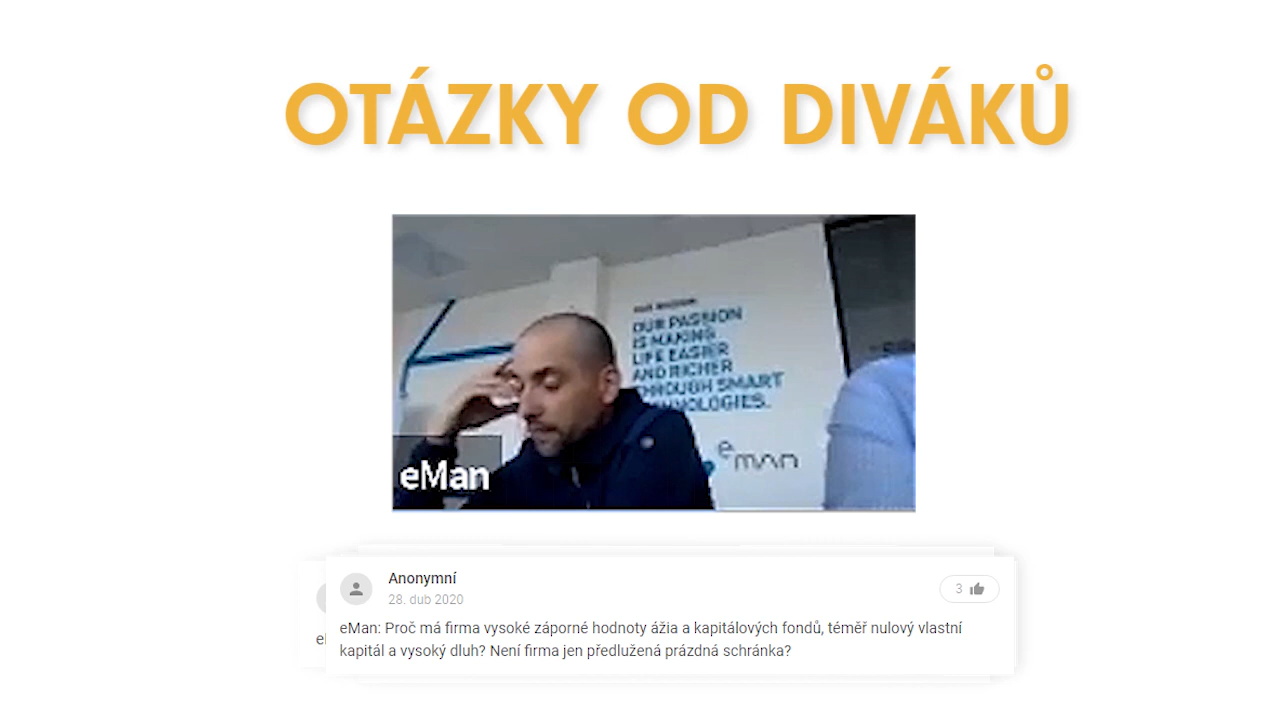 OTÁZKY OD DIVÁKŮ
OUR PASSION
IS MAKING
LIFE EASIER
AND RICHER
THROUGH SMART
eMan
eMan
Anonymní
3
28. dub 2020
eMan: Proč má firma vysoké záporné hodnoty ážia a kapitálových fondů, téměř nulový vlastní
kapitál a vysoký dluh? Není firma jen předlužená prázdná schránka?